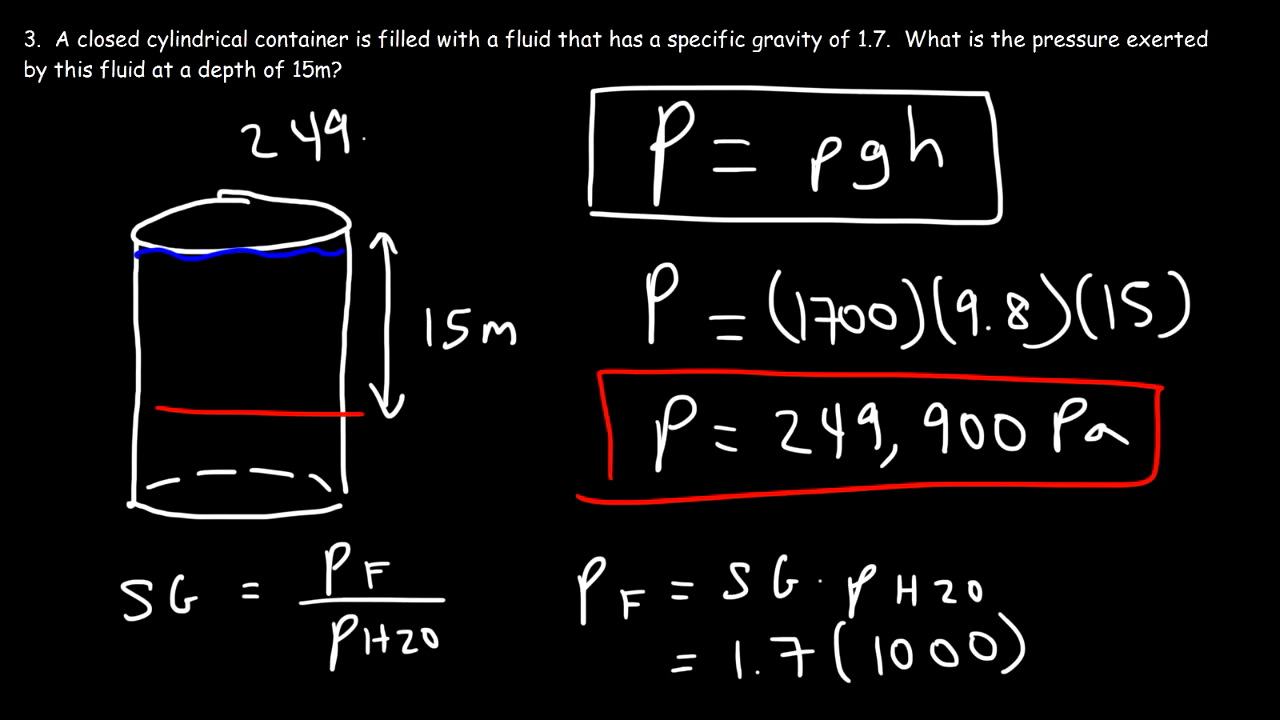 3. A closed cylindrical container is filled with a fluid that has a specific gravity of 1.7. What is the pressure exerted
by this fluid at a depth of 15m?
249.
P = ρgh
15m
P = (1700)(9.8)(15)
P = 249,900 Pa
SG = ρF / ρH20
ρF = SG · ρH20
= 1.7(1000)